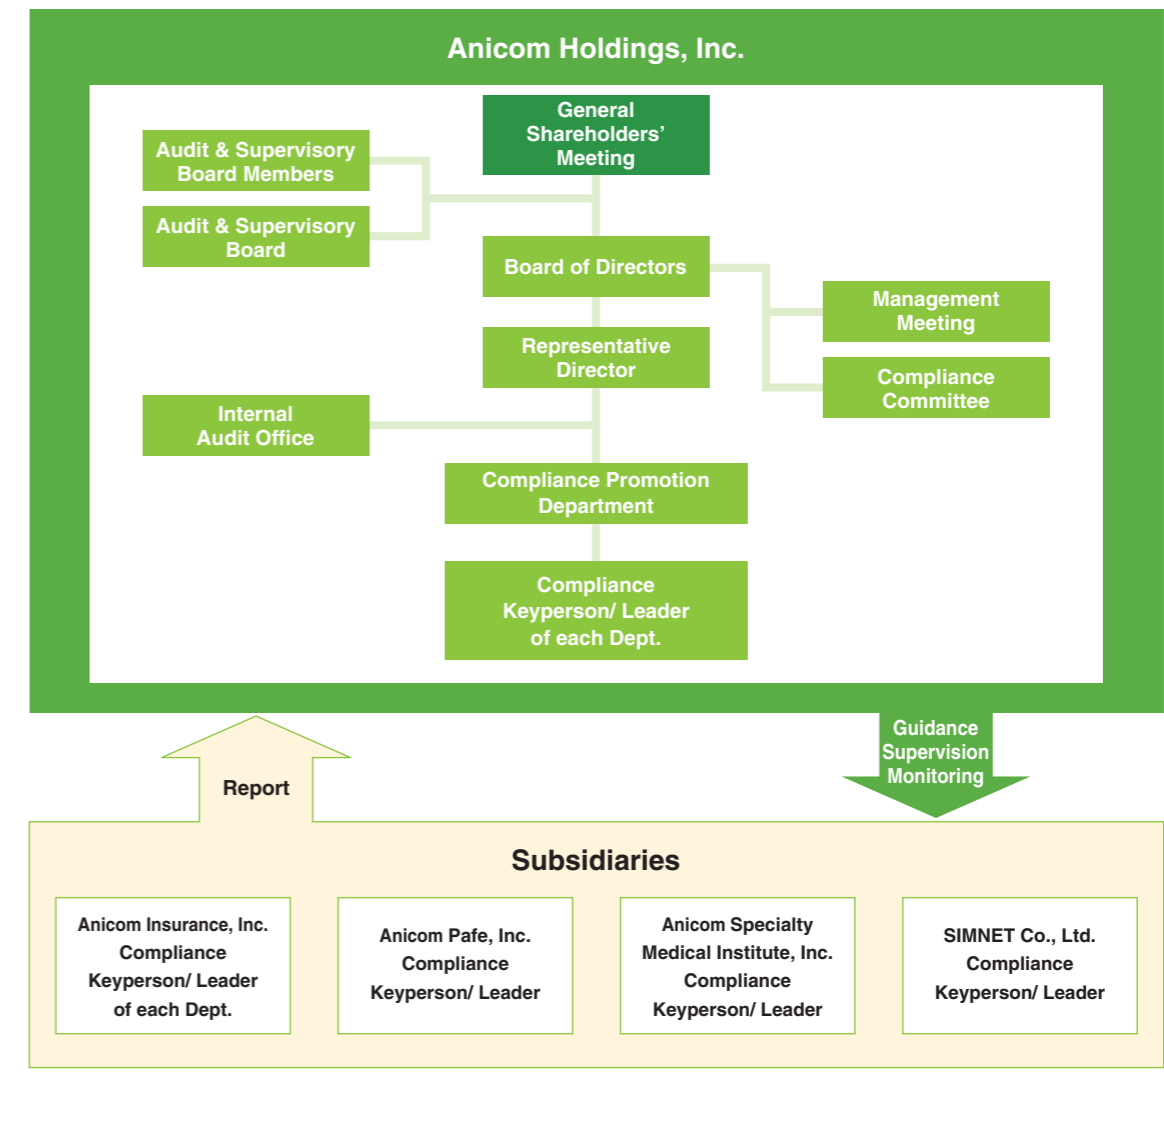 Anicom Holdings, Inc.
General
Shareholders’
Meeting
Audit & Supervisory
Board Members
Audit & Supervisory
Board
Board of Directors
Management
Meeting
Representative
Director
Compliance
Committee
Internal
Audit Office
Compliance Promotion
Department
Compliance
Keyperson/ Leader
of each Dept.
Report
Guidance
Supervision
Monitoring
Subsidiaries
Anicom Insurance, Inc.
Compliance
Keyperson/ Leader
of each Dept.
Anicom Pafe, Inc.
Compliance
Keyperson/ Leader
Anicom Specialty
Medical Institute, Inc.
Compliance
Keyperson/ Leader
SIMNET Co., Ltd.
Compliance
Keyperson/ Leader